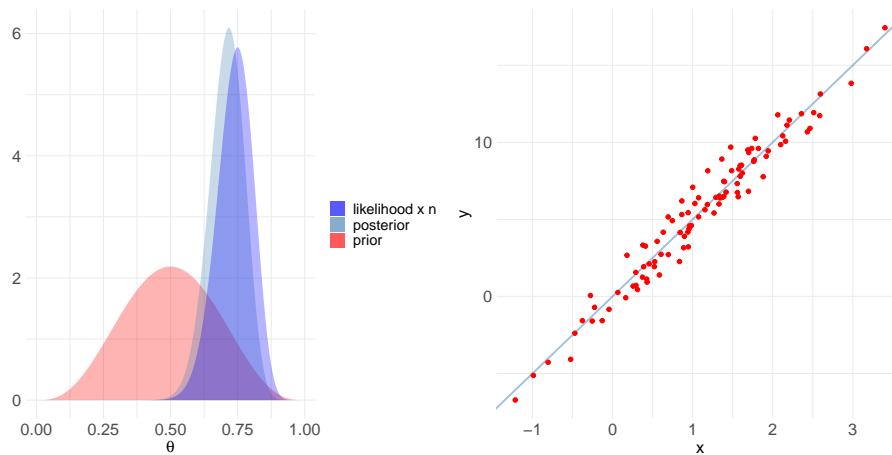 6
4
2
0
0.00 0.25 0.50 0.75 1.00
θ
likelihood x n
posterior
prior
y
10
0
−1 0 1 2 3
x